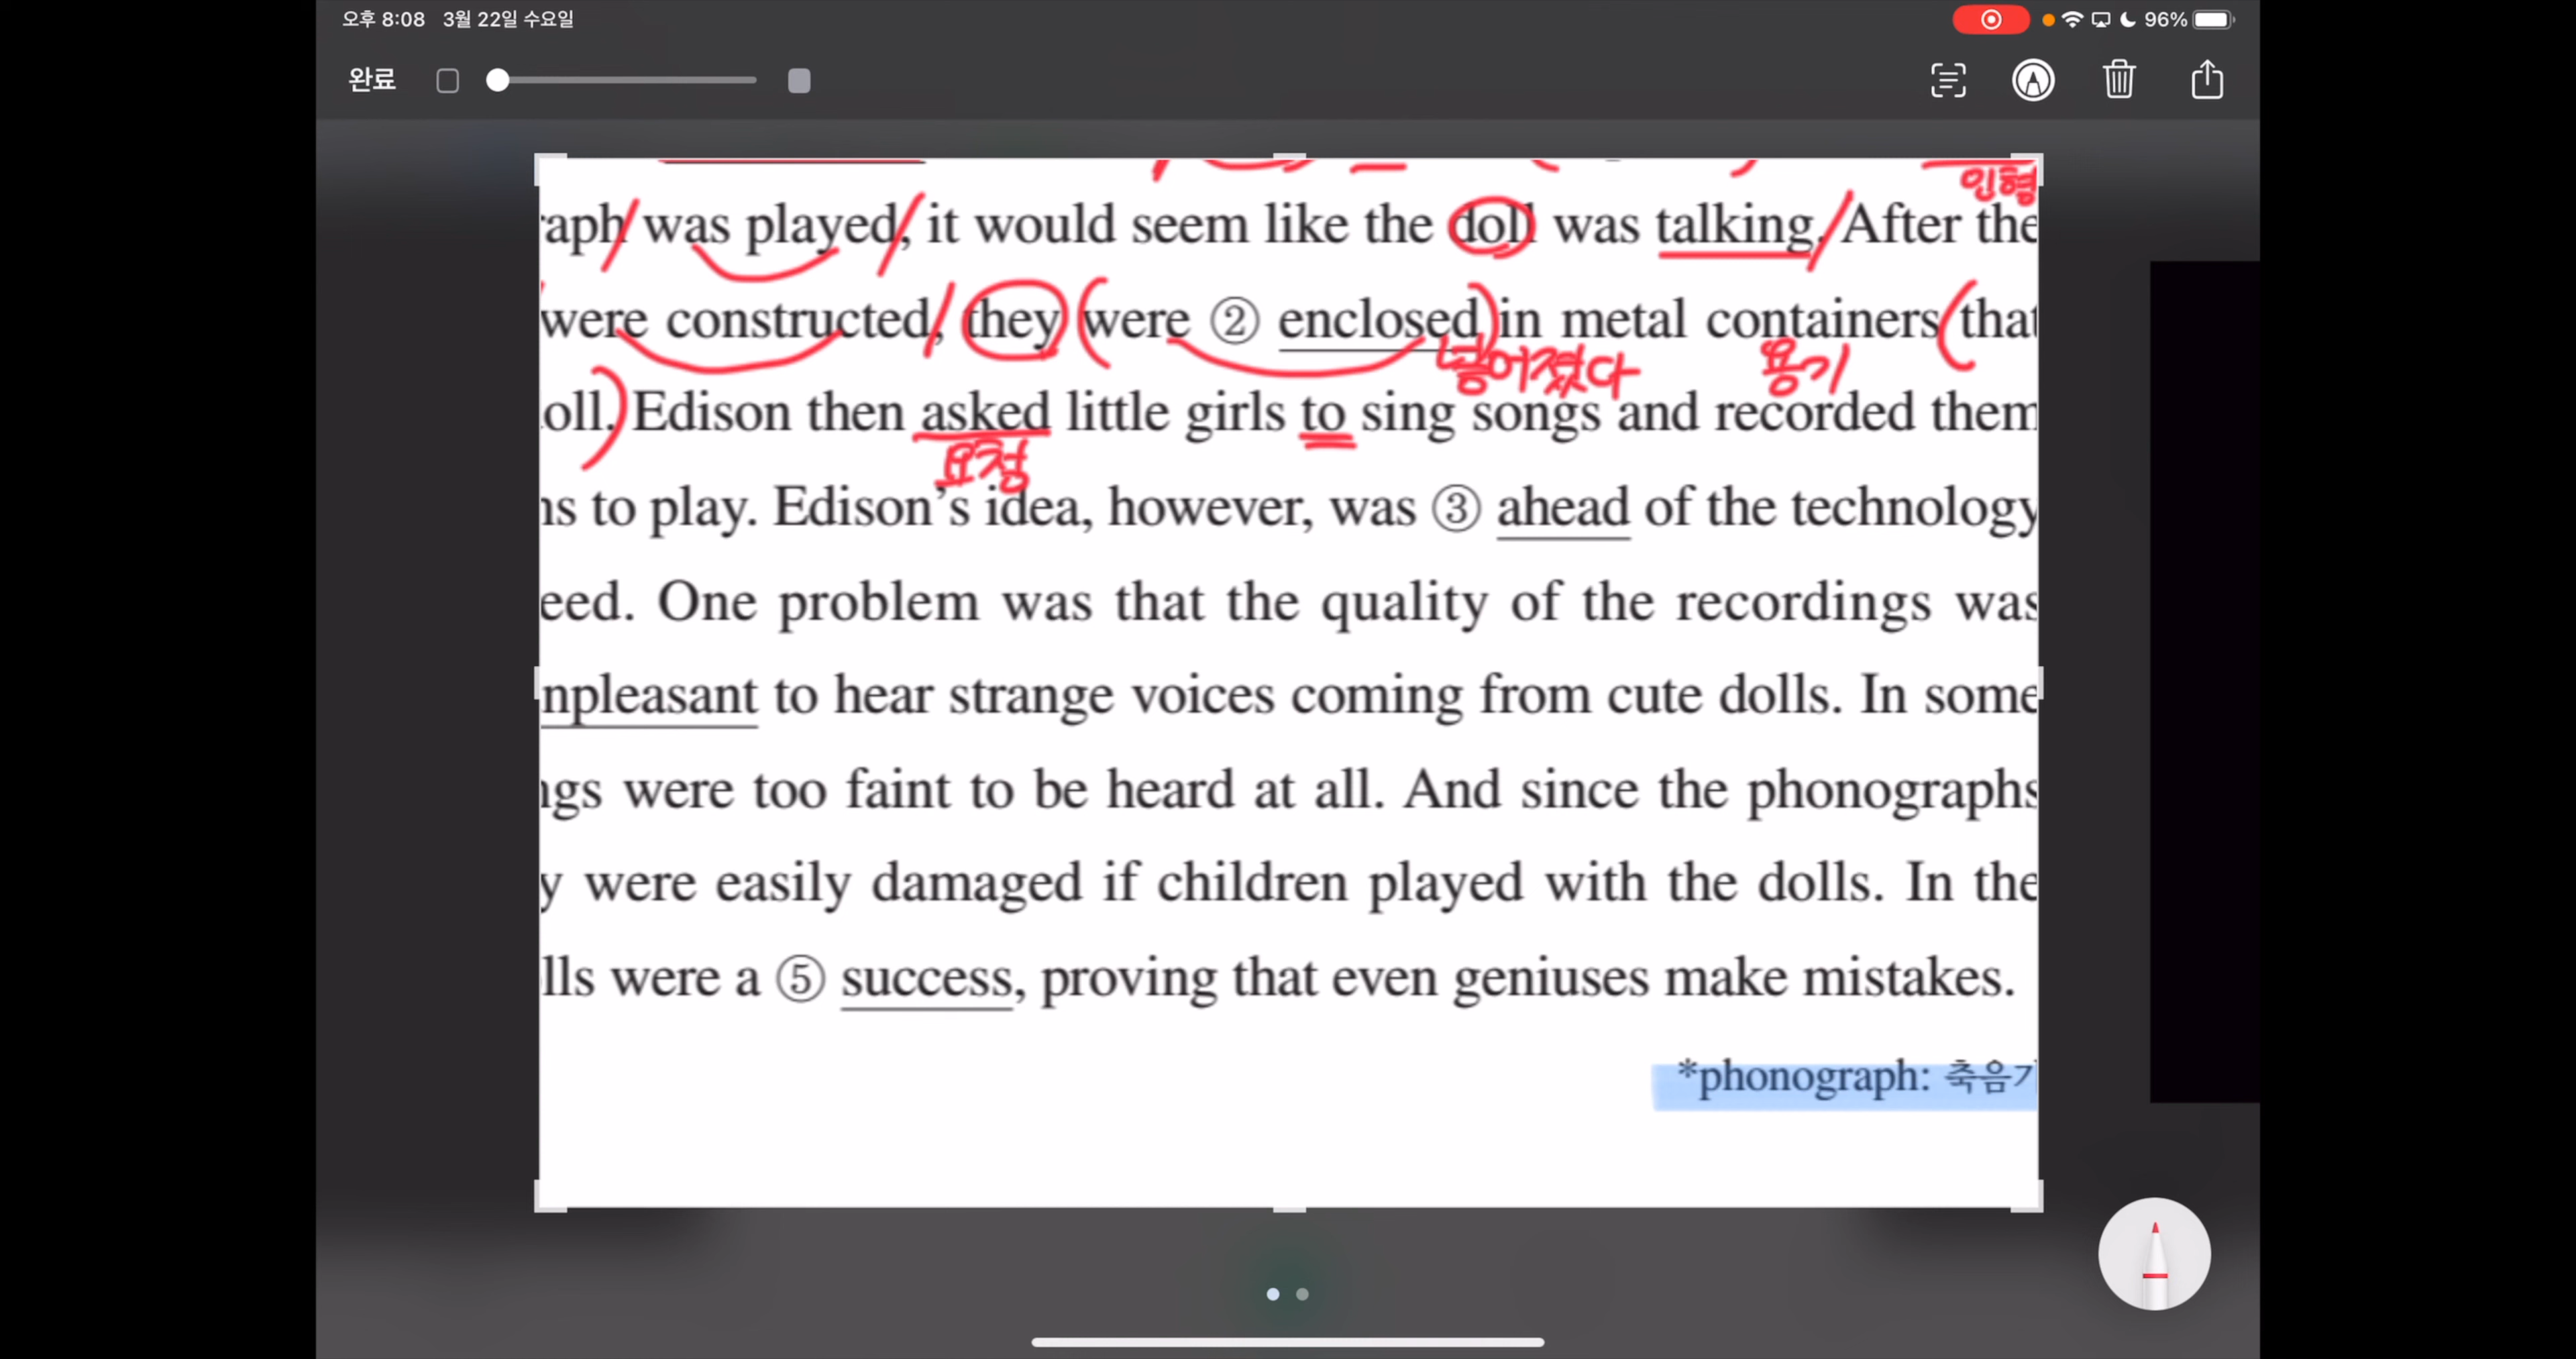 오후 8:08 3월 22일 수요일
96%
완료
인형
raph was played, it would seem like the doll was talking. After the
were constructed, they were ② enclosed in metal containers that
넣어졌다 용기
oll. Edison then asked little girls to sing songs and recorded them
요청
ns to play. Edison's idea, however, was ③ ahead of the technology
eed. One problem was that the quality of the recordings was
npleasant to hear strange voices coming from cute dolls. In some
ngs were too faint to be heard at all. And since the phonographs
y were easily damaged if children played with the dolls. In the
lls were a ⑤ success, proving that even geniuses make mistakes.
*phonograph: 축음기